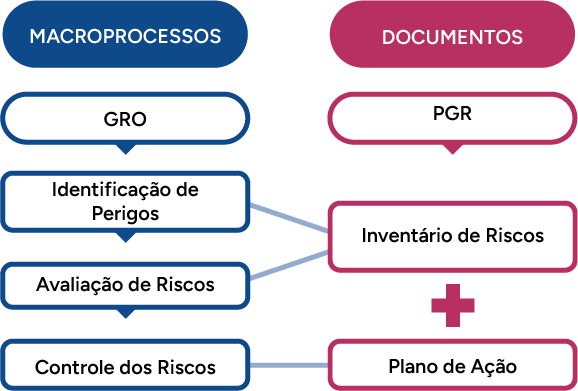 MACROPROCESSOS
DOCUMENTOS
GRO
PGR
Identificação de
Perigos
Inventário de Riscos
Avaliação de Riscos
Controle dos Riscos
Plano de Ação